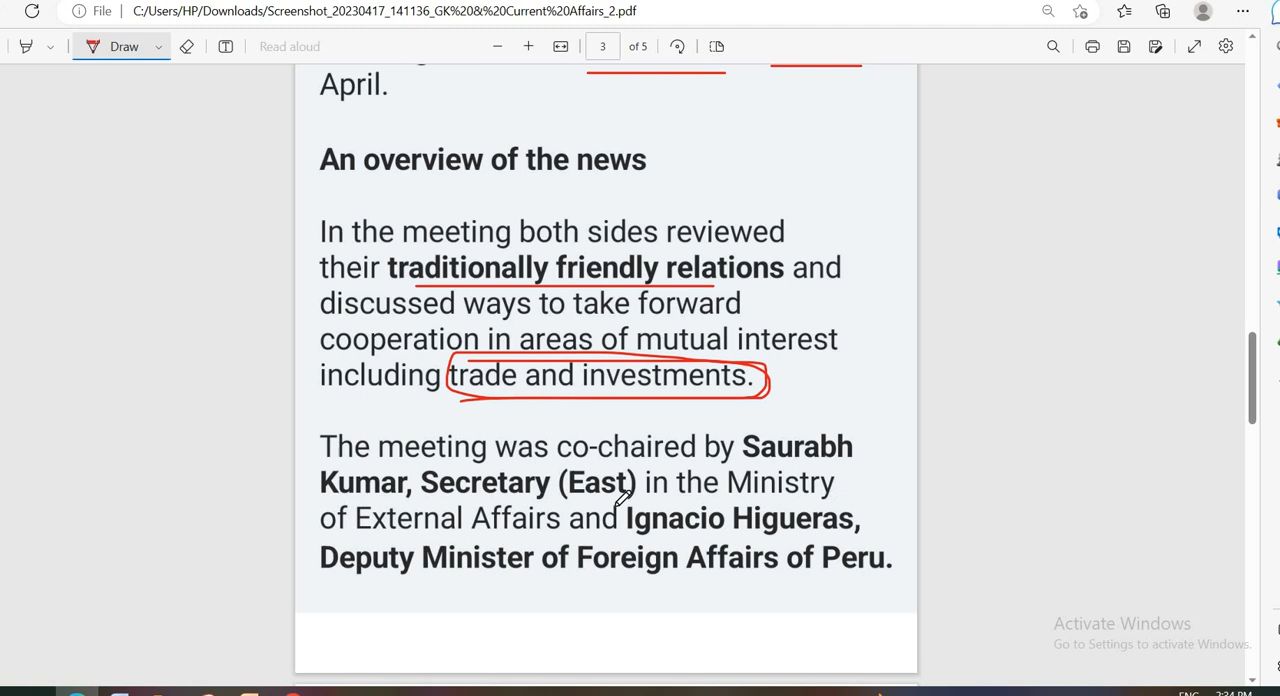 File
C:/Users/HP/Downloads/Screenshot_20230417_141136_GK%20&%20Current%20Affairs_2.pdf
Draw
Read aloud
3 of 5
April.
An overview of the news
In the meeting both sides reviewed
their traditionally friendly relations and
discussed ways to take forward
cooperation in areas of mutual interest
including trade and investments.
The meeting was co-chaired by Saurabh
Kumar, Secretary (East) in the Ministry
of External Affairs and Ignacio Higueras,
Deputy Minister of Foreign Affairs of Peru.
Activate Windows
Go to Settings to activate Windows.
ENG 2:34 PM